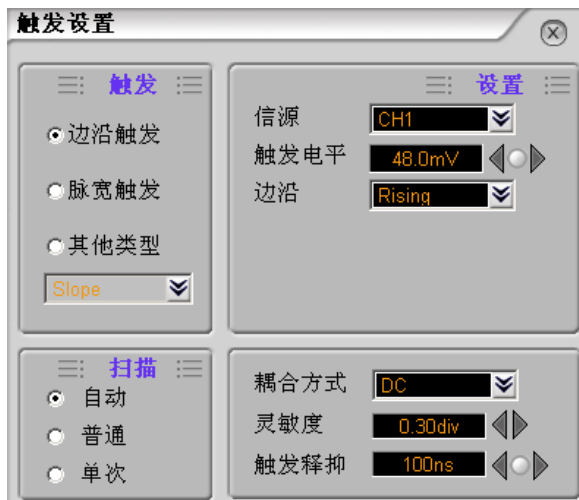 触发设置
触发
边沿触发
脉宽触发
其他类型
Slope
设置
信源 CH1
触发电平 48.0mV
边沿 Rising
扫描
自动
普通
单次
耦合方式 DC
灵敏度 0.30div
触发释抑 100ns